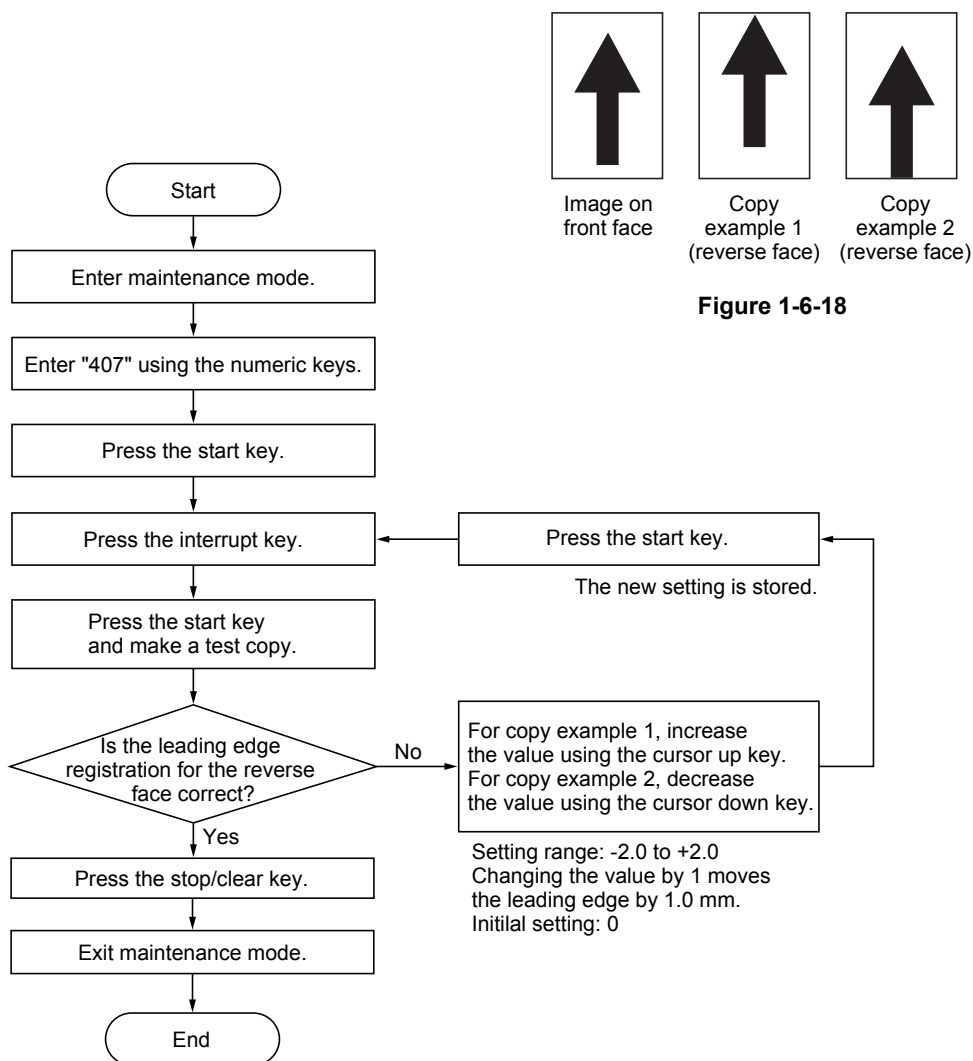 Image on
front face
Copy
example 1
(reverse face)
Copy
example 2
(reverse face)
Figure 1-6-18
Start
Enter maintenance mode.
Enter "407" using the numeric keys.
Press the start key.
Press the interrupt key.
Press the start key.
The new setting is stored.
Press the start key
and make a test copy.
Is the leading edge
registration for the reverse
face correct?
No
For copy example 1, increase
the value using the cursor up key.
For copy example 2, decrease
the value using the cursor down key.
Setting range: -2.0 to +2.0
Changing the value by 1 moves
the leading edge by 1.0 mm.
Initilal setting: 0
Yes
Press the stop/clear key.
Exit maintenance mode.
End